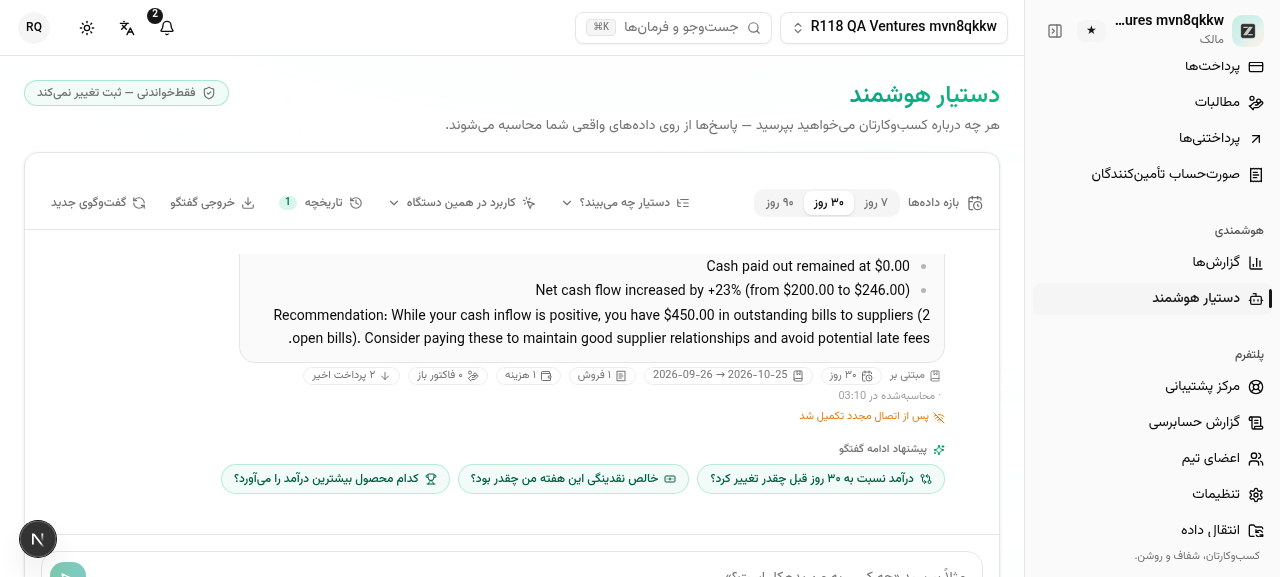 …ures mvn8qkkw
مالک
پرداخت‌ها
مطالبات
پرداختنی‌ها
صورت‌حساب تأمین‌کنندگان
هوشمندی
گزارش‌ها
دستیار هوشمند
پلتفرم
مرکز پشتیبانی
گزارش حسابرسی
اعضای تیم
تنظیمات
انتقال داده
کسب‌وکارتان، شفاف و روشن.
R118 QA Ventures mvn8qkkw
جست‌وجو و فرمان‌ها
⌘K
2
RQ
دستیار هوشمند
فقط‌خواندنی — ثبت تغییر نمی‌کند
هر چه درباره کسب‌وکارتان می‌خواهید بپرسید — پاسخ‌ها از روی داده‌های واقعی شما محاسبه می‌شوند.
بازه داده‌ها
۷ روز
۳۰ روز
۹۰ روز
دستیار چه می‌بیند؟
کاربرد در همین دستگاه
تاریخچه
1
خروجی گفتگو
گفت‌وگوی جدید
Cash paid out remained at $0.00
Net cash flow increased by +23% (from $200.00 to $246.00)
Recommendation: While your cash inflow is positive, you have $450.00 in outstanding bills to suppliers (2
open bills). Consider paying these to maintain good supplier relationships and avoid potential late fees.
مبتنی بر
۳۰ روز
2026-09-26 → 2026-10-25
۱ فروش
۱ هزینه
۰ فاکتور باز
۲ پرداخت اخیر
· محاسبه‌شده در 03:10
پس از اتصال مجدد تکمیل شد
پیشنهاد ادامه گفتگو
درآمد نسبت به ۳۰ روز قبل چقدر تغییر کرد؟
خالص نقدینگی این هفته من چقدر بود؟
کدام محصول بیشترین درآمد را می‌آورد؟
N